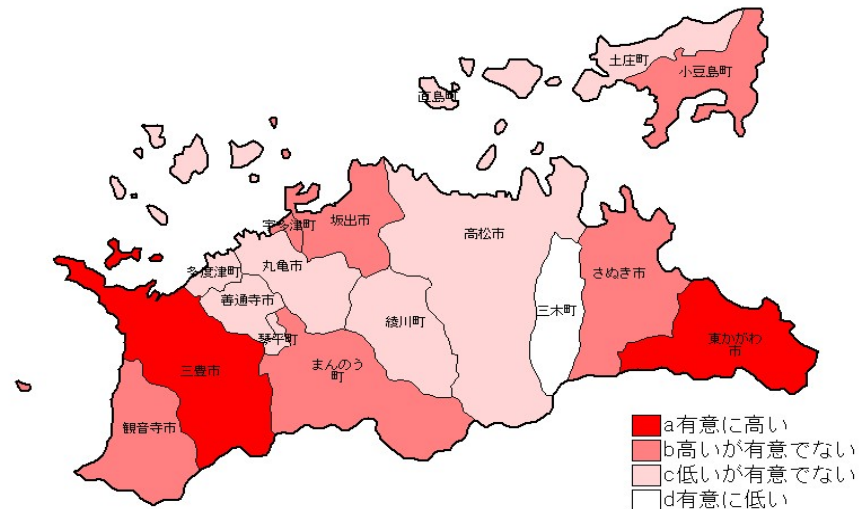 土庄町
小豆島町
直島町
宇多津町
坂出市
高松市
丸亀市
多度津町
さぬき市
善通寺市
三木町
綾川町
琴平町
東かがわ
市
まんのう
町
三豊市
観音寺市
a有意に高い
b高いが有意でない
c低いが有意でない
d有意に低い